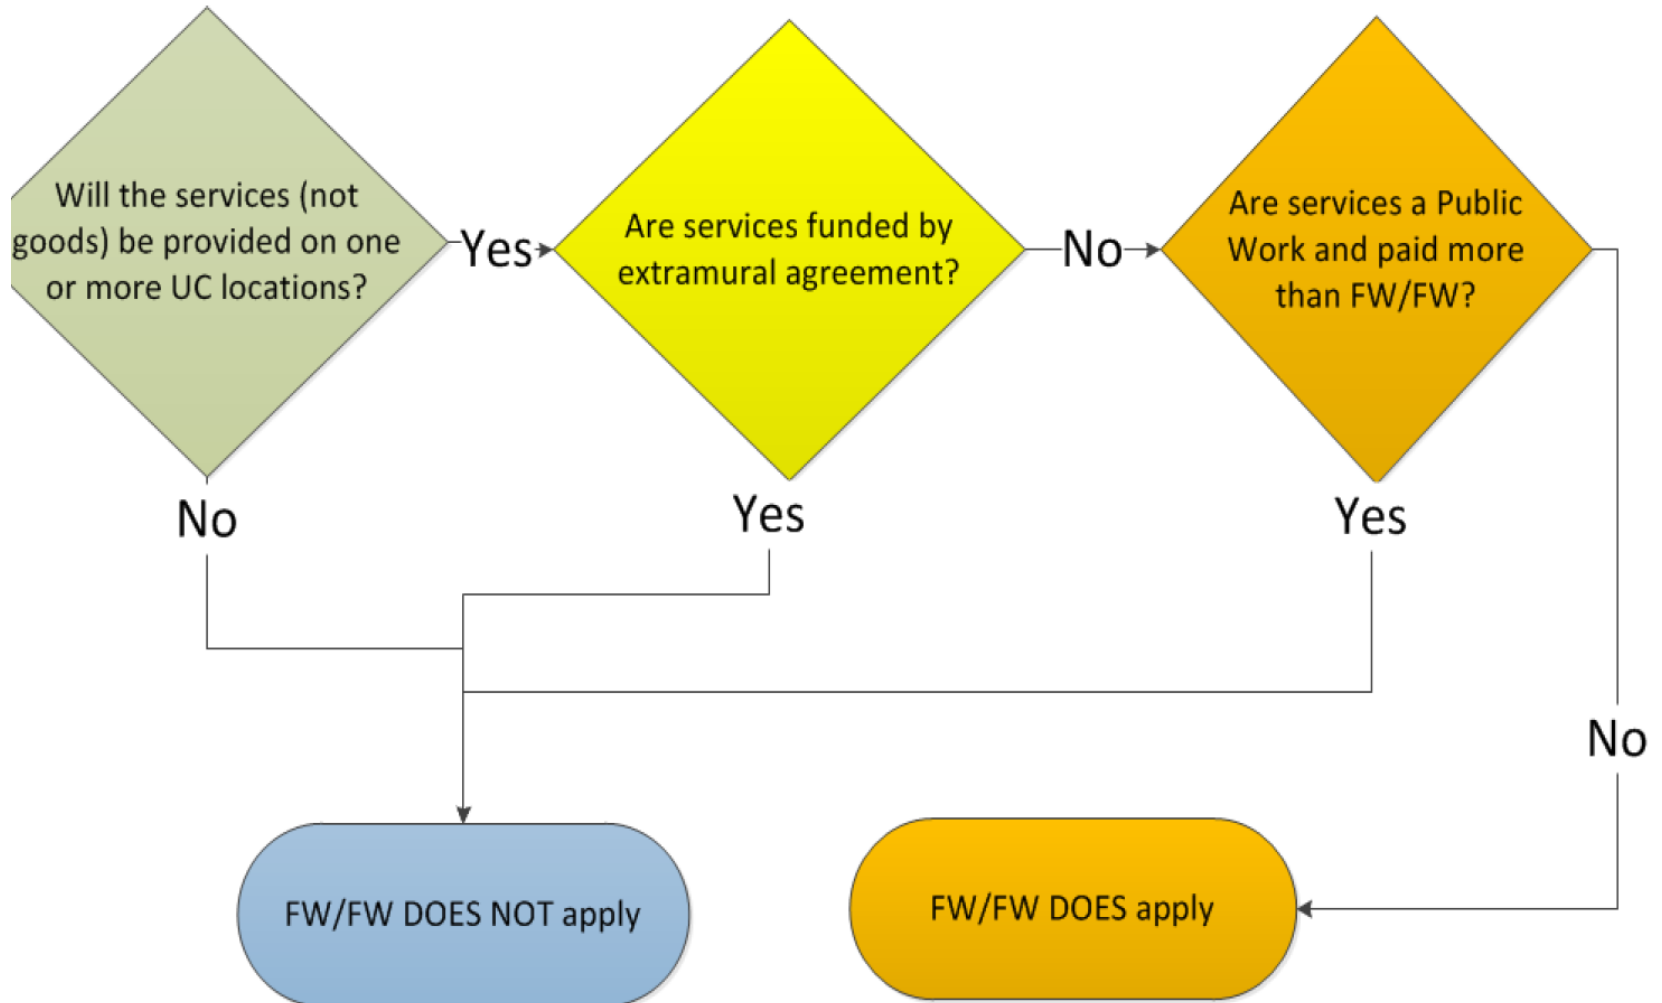 Will the services (not
goods) be provided on one
or more UC locations?
Yes
Are services funded by
extramural agreement?
No
Are services a Public
Work and paid more
than FW/FW?
No
Yes
Yes
No
FW/FW DOES NOT apply
FW/FW DOES apply